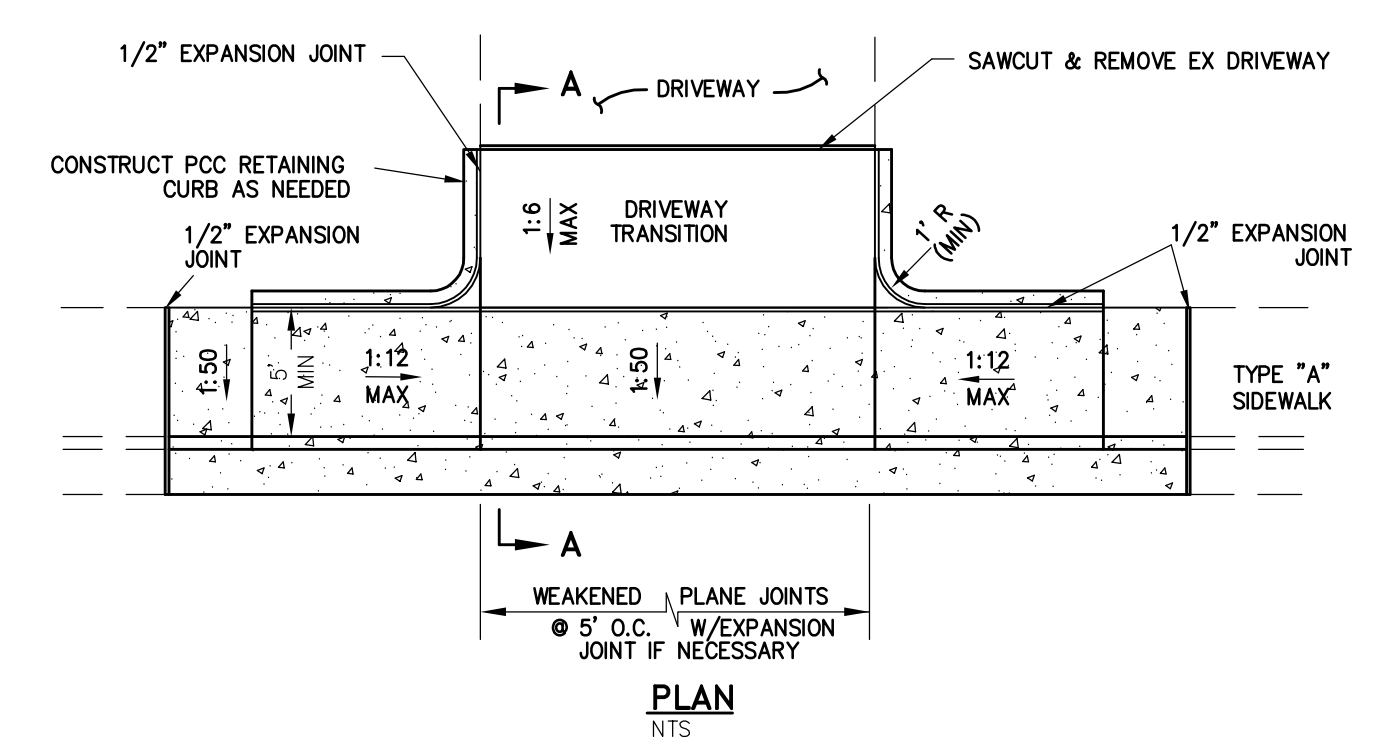 1/2" EXPANSION JOINT
A
DRIVEWAY
SAWCUT & REMOVE EX DRIVEWAY
CONSTRUCT PCC RETAINING
CURB AS NEEDED
1:6
MAX
DRIVEWAY
TRANSITION
1' R
(MIN)
1/2" EXPANSION
JOINT
1/2" EXPANSION
JOINT
1:50
5'
MIN
1:12
MAX
1:50
1:12
MAX
TYPE "A"
SIDEWALK
A
WEAKENED PLANE JOINTS
@ 5' O.C. W/EXPANSION
JOINT IF NECESSARY
PLAN
NTS